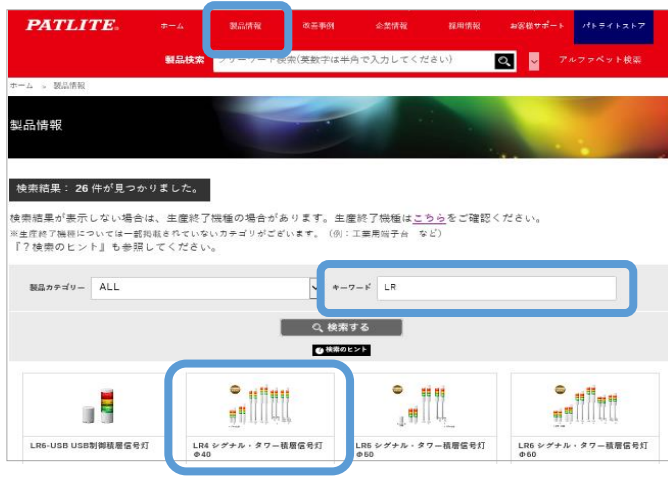 PATLITE® ホーム 製品情報 改善事例 企業情報 採用情報 お客様サポート パトライトストア
製品検索 フリーワード検索(英数字は半角で入力してください) アルファベット検索
ホーム > 製品情報
製品情報
検索結果: 26 件が見つかりました。
検索結果が表示しない場合は、生産終了機種の場合があります。生産終了機種はこちらをご確認ください。
※生産終了機種については一部掲載されていないカテゴリがございます。(例:工業用端子台 など)
『?検索のヒント』も参照してください。
製品カテゴリー ALL キーワード LR
検索する
? 検索のヒント
LR6-USB USB制御積層信号灯
LR4 シグナル・タワー積層信号灯
Φ40
LR5 シグナル・タワー積層信号灯
Φ50
LR6 シグナル・タワー積層信号灯
Φ60